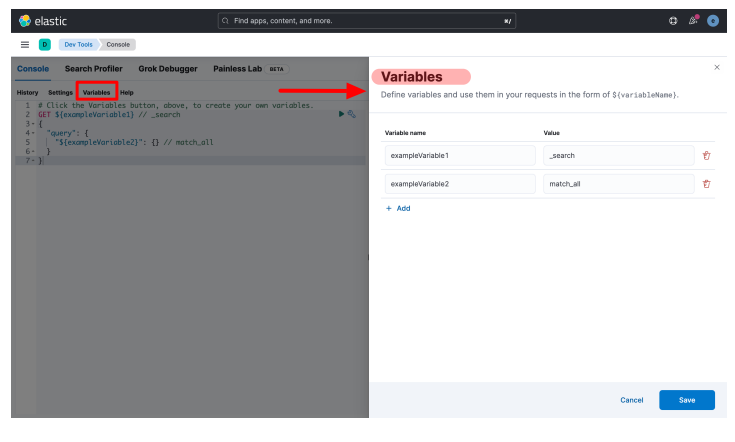 elastic
Find apps, content, and more.
⌘/
D
Dev Tools
Console
Console
Search Profiler
Grok Debugger
Painless Lab
BETA
History
Settings
Variables
Help
1 # Click the Variables button, above, to create your own variables.
2 GET ${exampleVariable1} // _search
3 {
4 "query": {
5 "${exampleVariable2}": {} // match_all
6 }
7 }
Variables
Define variables and use them in your requests in the form of ${variableName}.
Variable name
Value
exampleVariable1
_search
exampleVariable2
match_all
+ Add
Cancel
Save